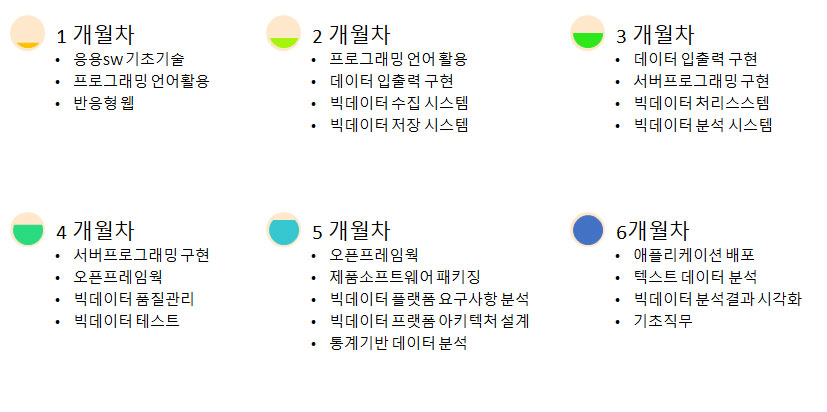 1 개월차
• 응용sw 기초기술
• 프로그래밍 언어활용
• 반응형 웹
2 개월차
• 프로그래밍 언어 활용
• 데이터 입출력 구현
• 빅데이터 수집 시스템
• 빅데이터 저장 시스템
3 개월차
• 데이터 입출력 구현
• 서버프로그래밍 구현
• 빅데이터 처리스스템
• 빅데이터 분석 시스템
4 개월차
• 서버프로그래밍 구현
• 오픈프레임웍
• 빅데이터 품질관리
• 빅데이터 테스트
5 개월차
• 오픈프레임웍
• 제품소프트웨어 패키징
• 빅데이터 플랫폼 요구사항 분석
• 빅데이터 프랫폼 아키텍처 설계
• 통계기반 데이터 분석
6개월차
• 애플리케이션 배포
• 텍스트 데이터 분석
• 빅데이터 분석결과 시각화
• 기초직무